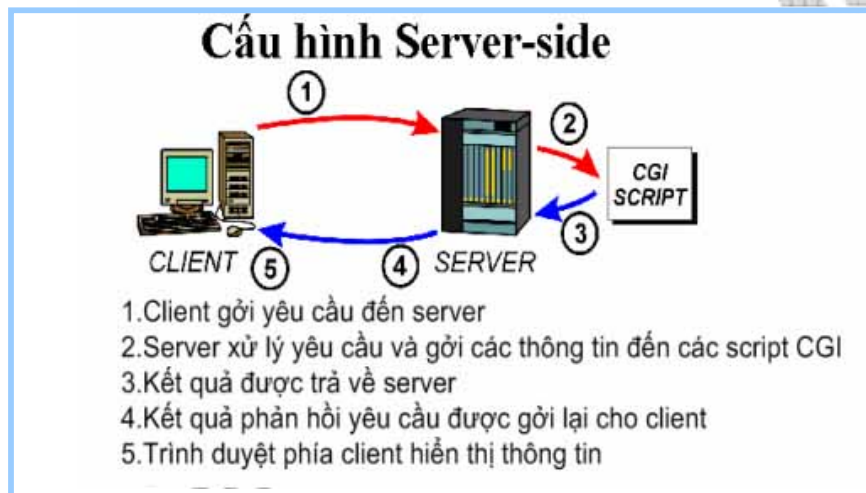 Cấu hình Server-side
1
2
CGI
SCRIPT
3
CLIENT 5 4 SERVER
1.Client gởi yêu cầu đến server
2.Server xử lý yêu cầu và gởi các thông tin đến các script CGI
3.Kết quả được trả về server
4.Kết quả phản hồi yêu cầu được gởi lại cho client
5.Trình duyệt phía client hiển thị thông tin